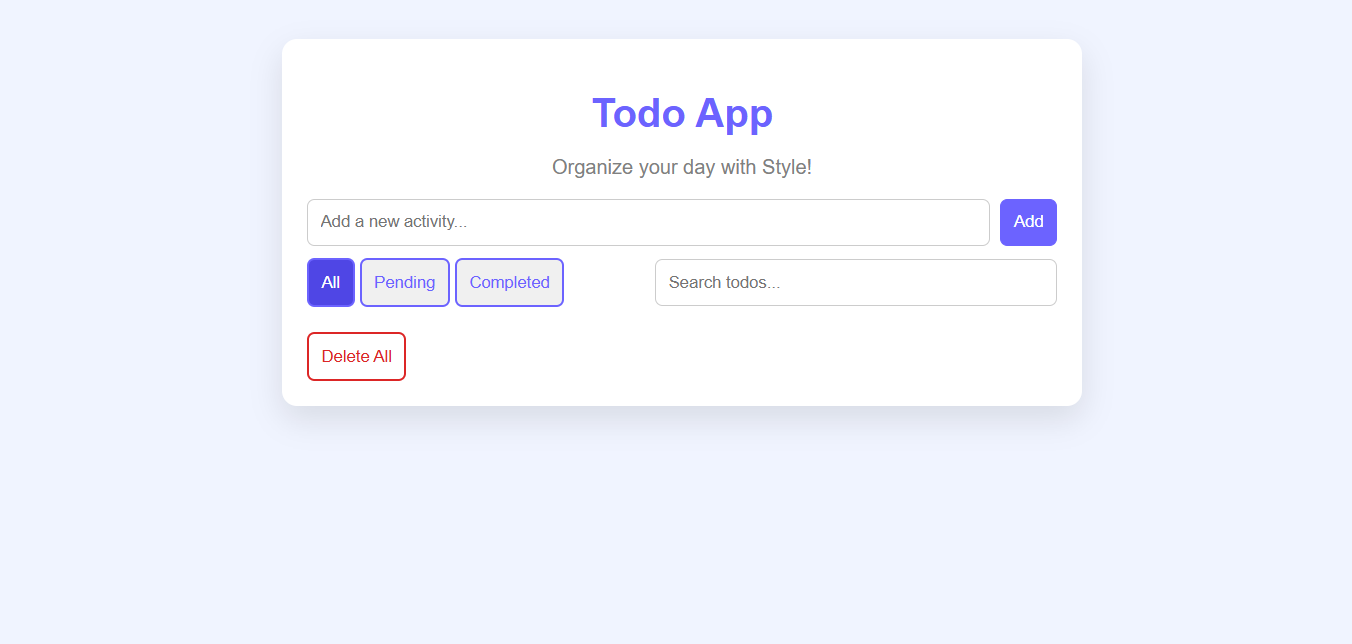 Todo App
Organize your day with Style!
Add a new activity... Add
All Pending Completed Search todos...
Delete All